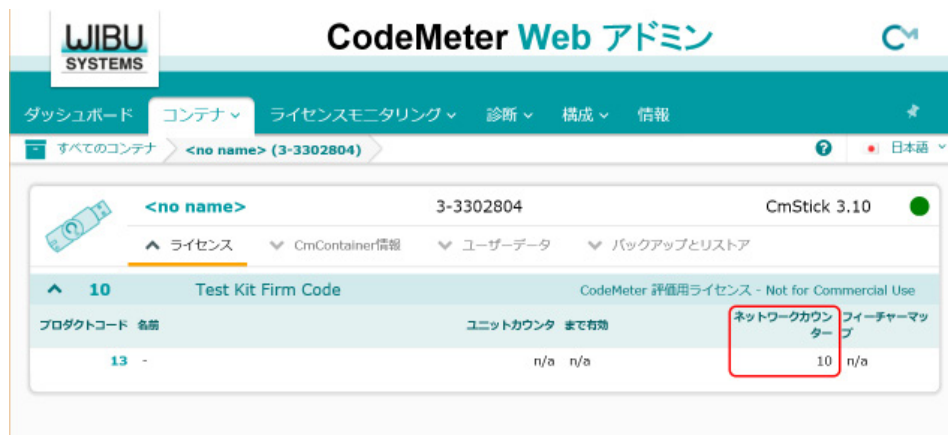 WIBU
SYSTEMS
CodeMeter Web アドミン
ダッシュボード コンテナ ライセンスモニタリング 診断 構成 情報
すべてのコンテナ <no name> (3-3302804) 日本語
<no name> 3-3302804 CmStick 3.10
ライセンス CmContainer情報 ユーザーデータ バックアップとリストア
10 Test Kit Firm Code CodeMeter 評価用ライセンス - Not for Commercial Use
プロダクトコード 名前 ユニットカウンタ まで有効 ネットワークカウン フィーチャーマッ
ター プ
13 - n/a n/a 10 n/a